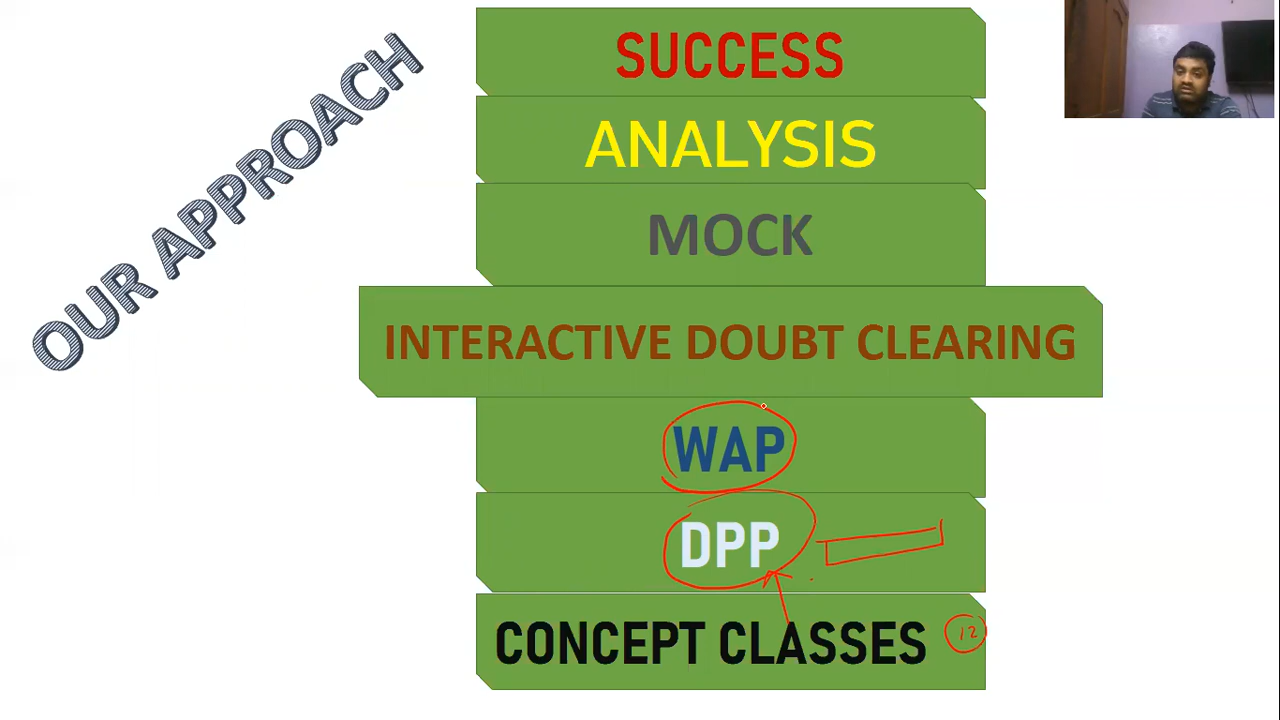 OUR APPROACH
SUCCESS
ANALYSIS
MOCK
INTERACTIVE DOUBT CLEARING
WAP
DPP
CONCEPT CLASSES 12